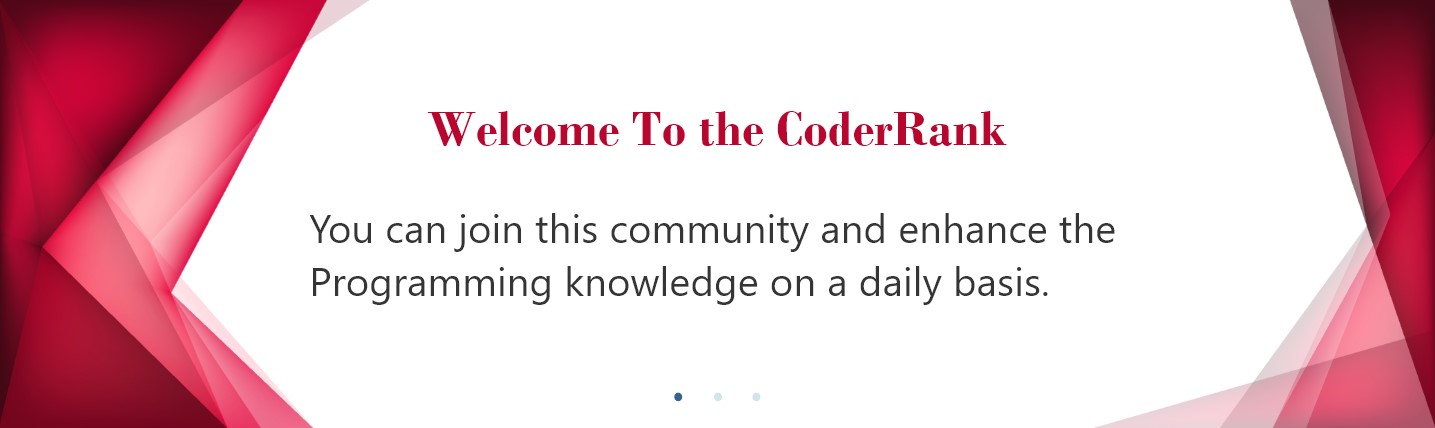 Welcome To the CoderRank
You can join this community and enhance the
Programming knowledge on a daily basis.